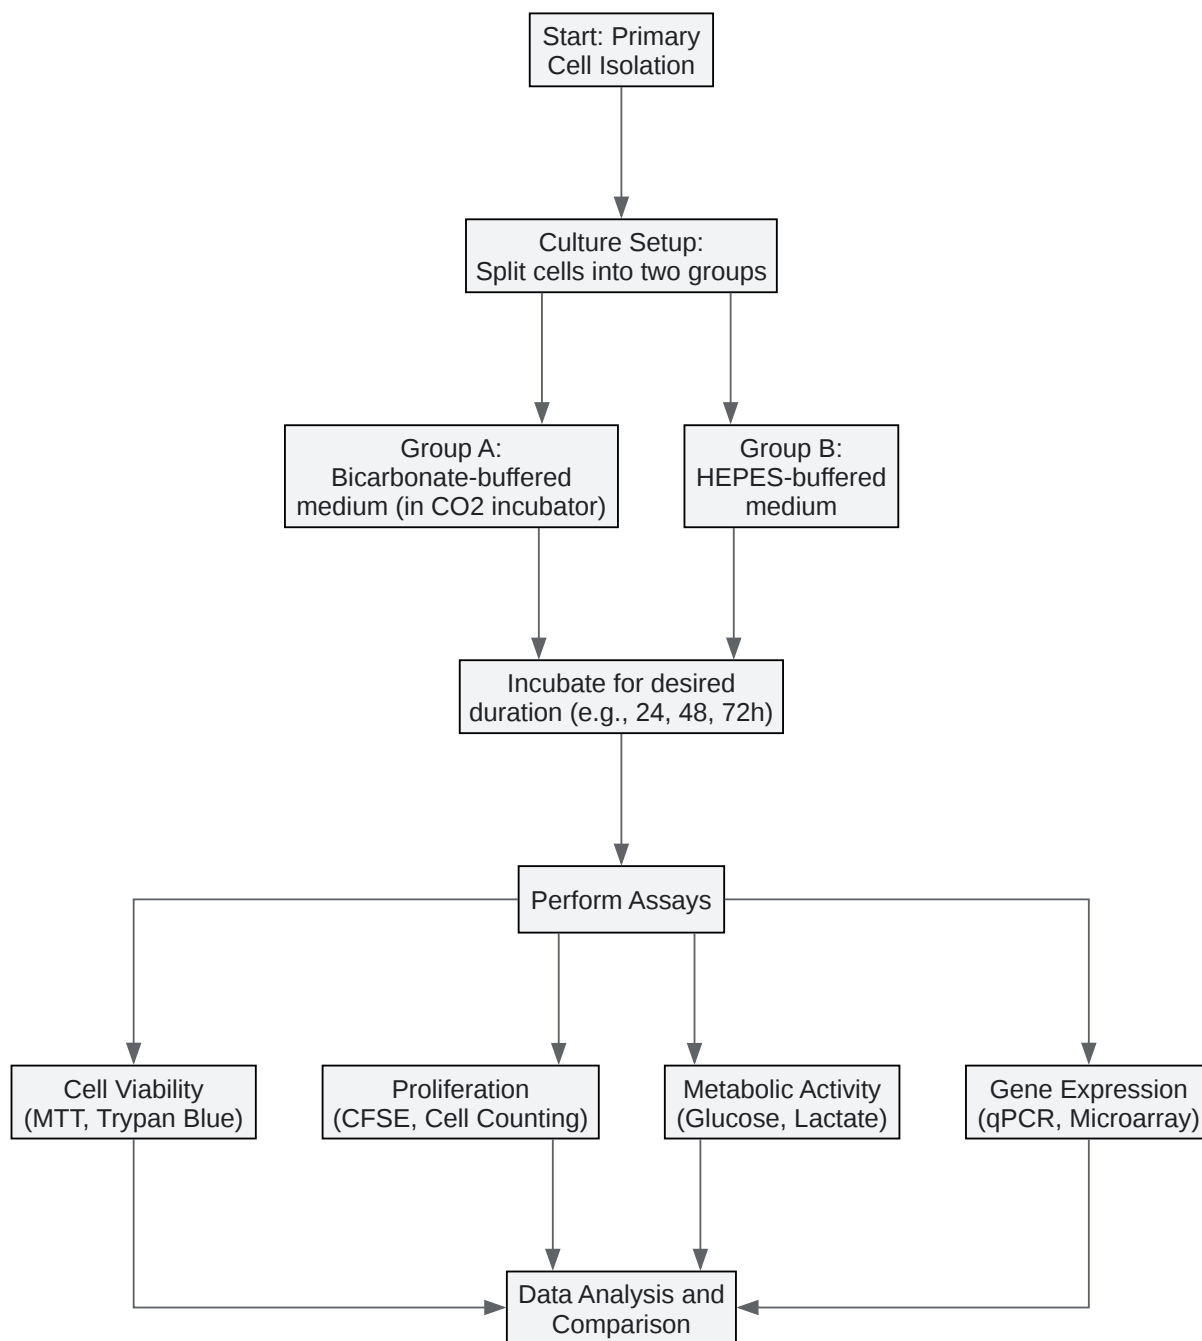 Start: Primary
Cell Isolation
Culture Setup:
Split cells into two groups
Group A:
Bicarbonate-buffered
medium (in CO2 incubator)
Group B:
HEPES-buffered
medium
Incubate for desired
duration (e.g., 24, 48, 72h)
Perform Assays
Cell Viability
(MTT, Trypan Blue)
Proliferation
(CFSE, Cell Counting)
Metabolic Activity
(Glucose, Lactate)
Gene Expression
(qPCR, Microarray)
Data Analysis and
Comparison